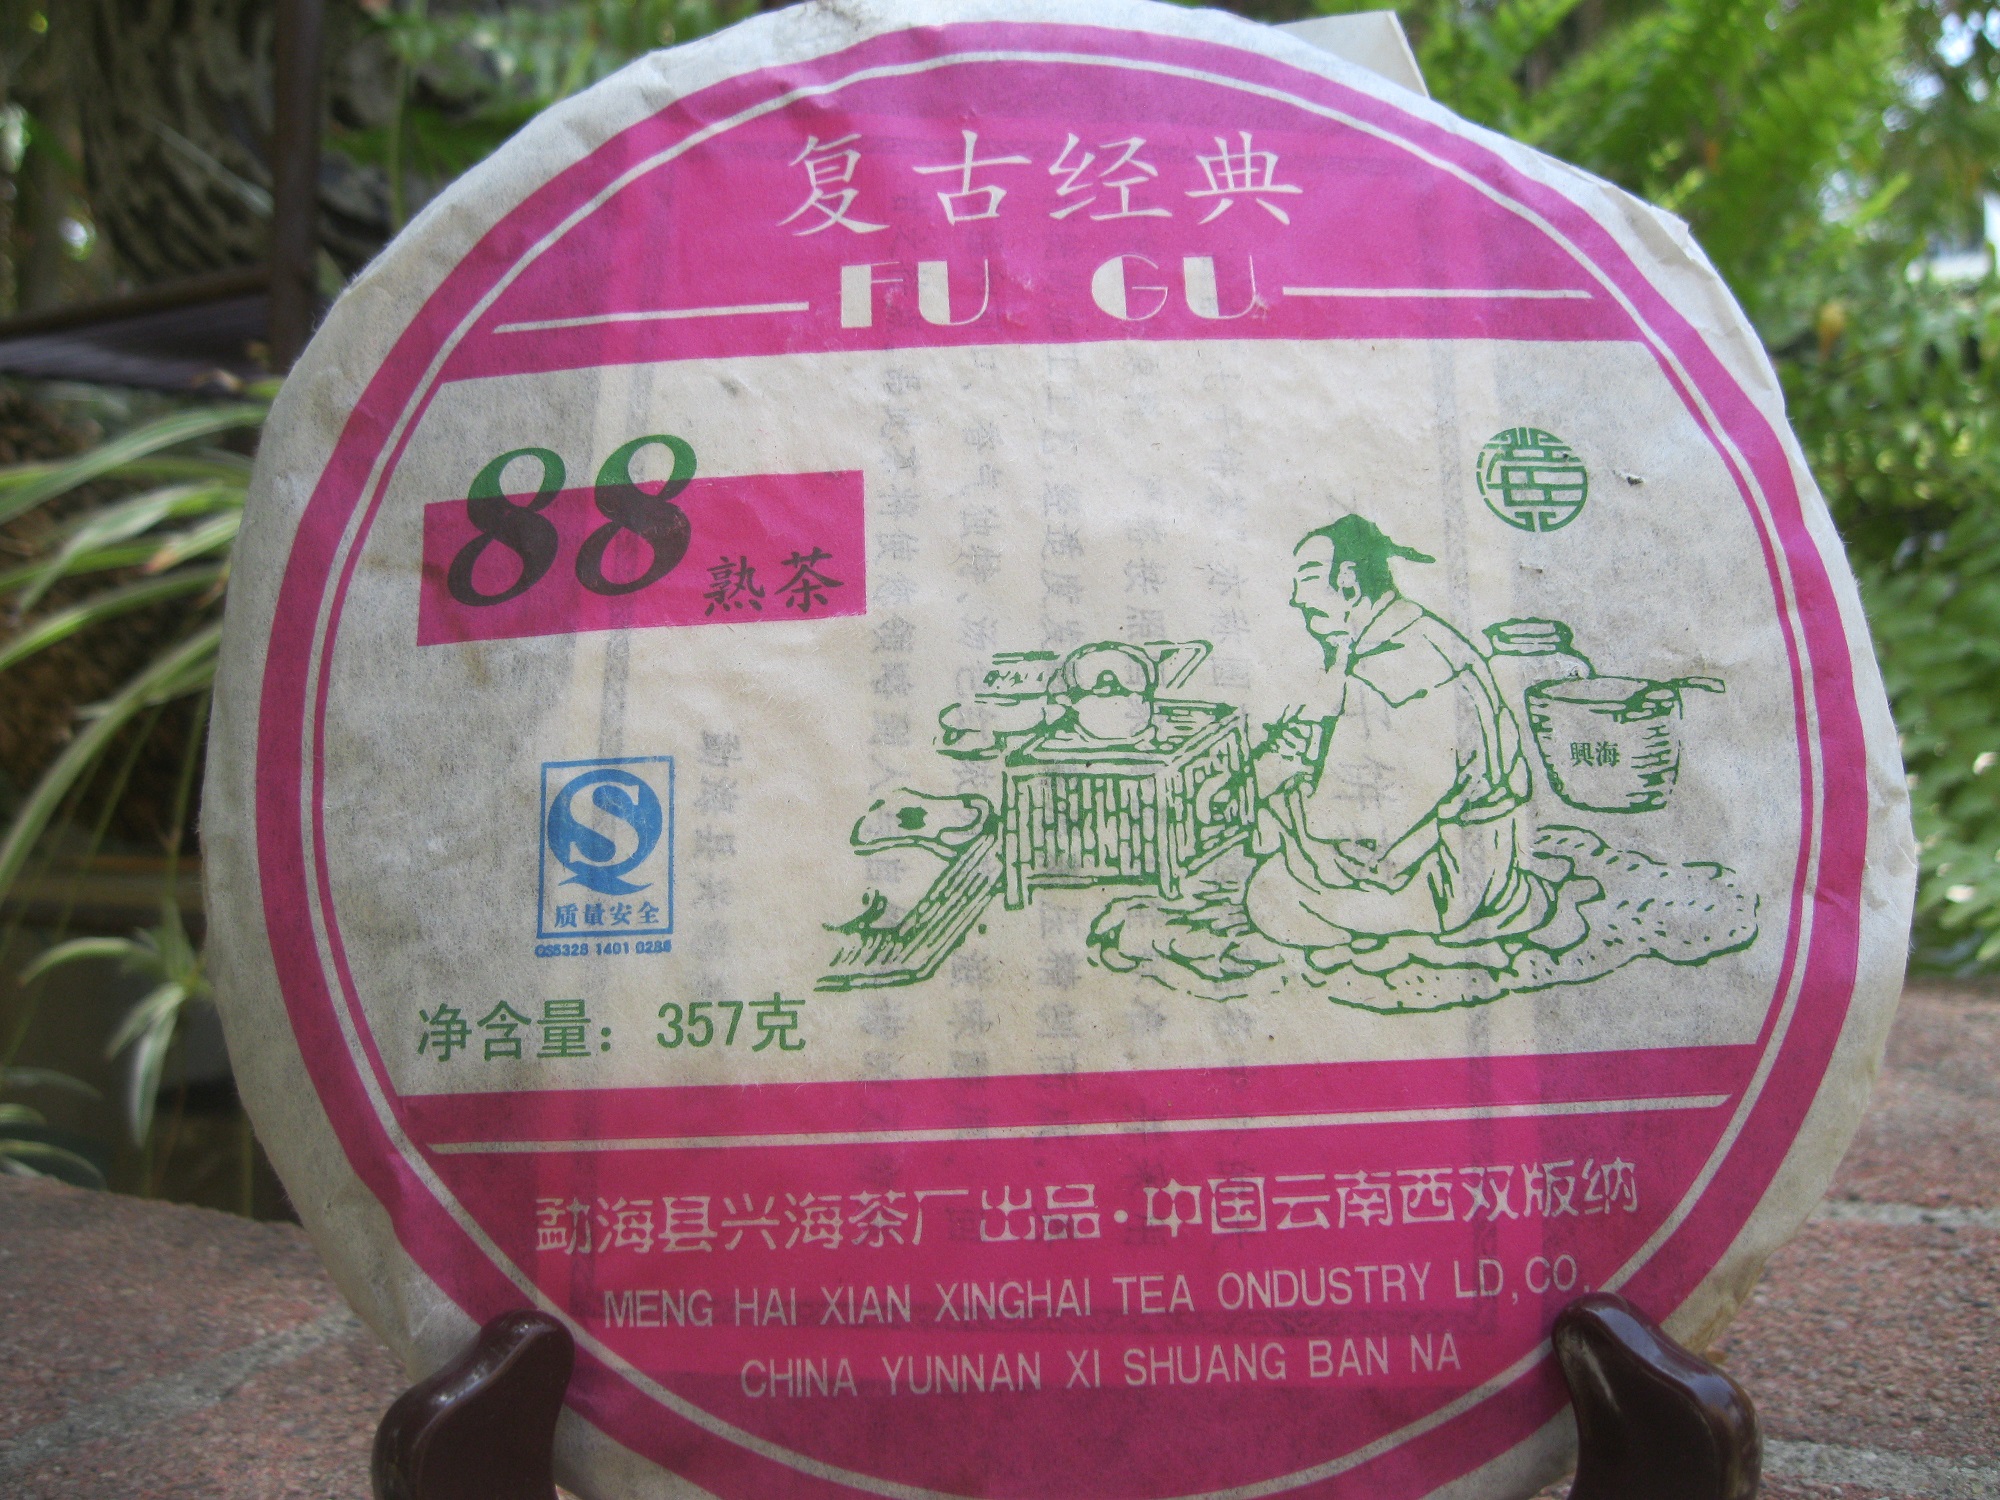 复古经典
FU GU
88 熟茶
興海
质量安全
QS5328 1401 0288
净含量：357克
勐海县兴海茶厂出品·中国云南西双版纳
MENG HAI XIAN XINGHAI TEA ONDUSTRY LD,CO.
CHINA YUNNAN XI SHUANG BAN NA